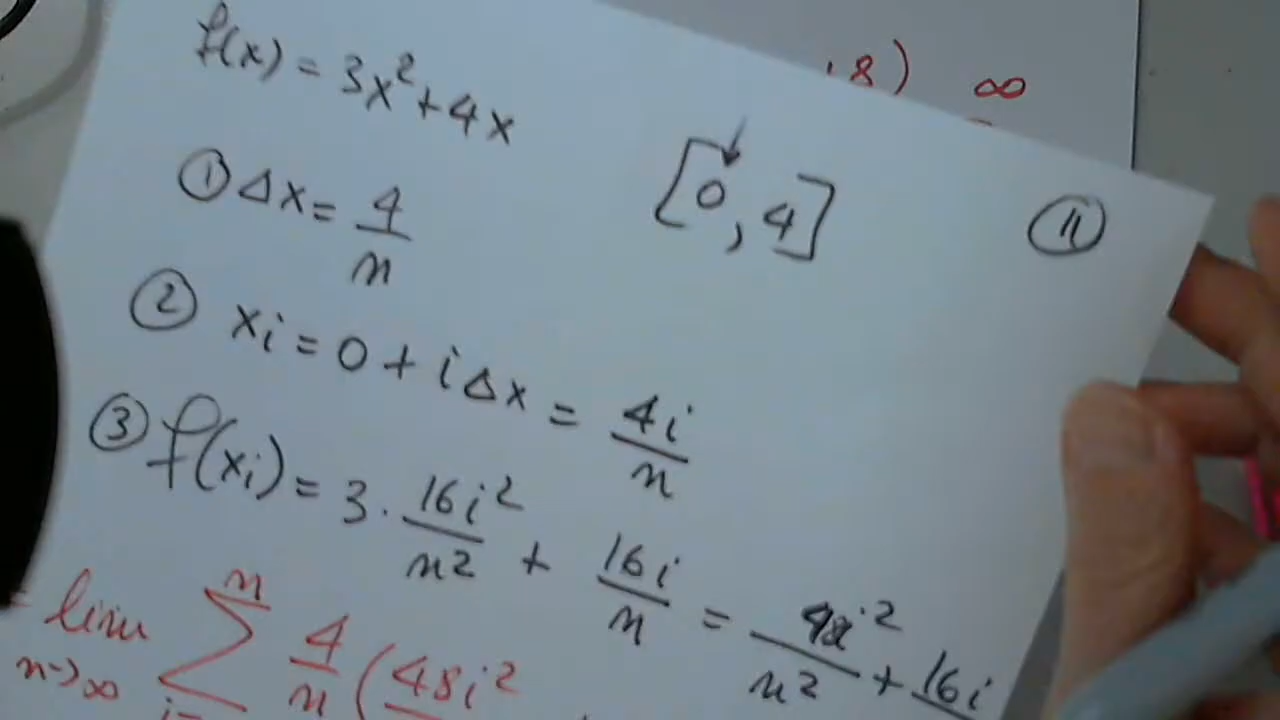 f(x) = 3x²+4x
[0, 4]
⑪
① Δx = 4/n
② xi = 0 + iΔx = 4i/n
③ f(xi) = 3 · 16i²/n² + 16i/n = 48i²/n² + 16i
lim n→∞ Σ n i= 4/n (48i²
8) ∞